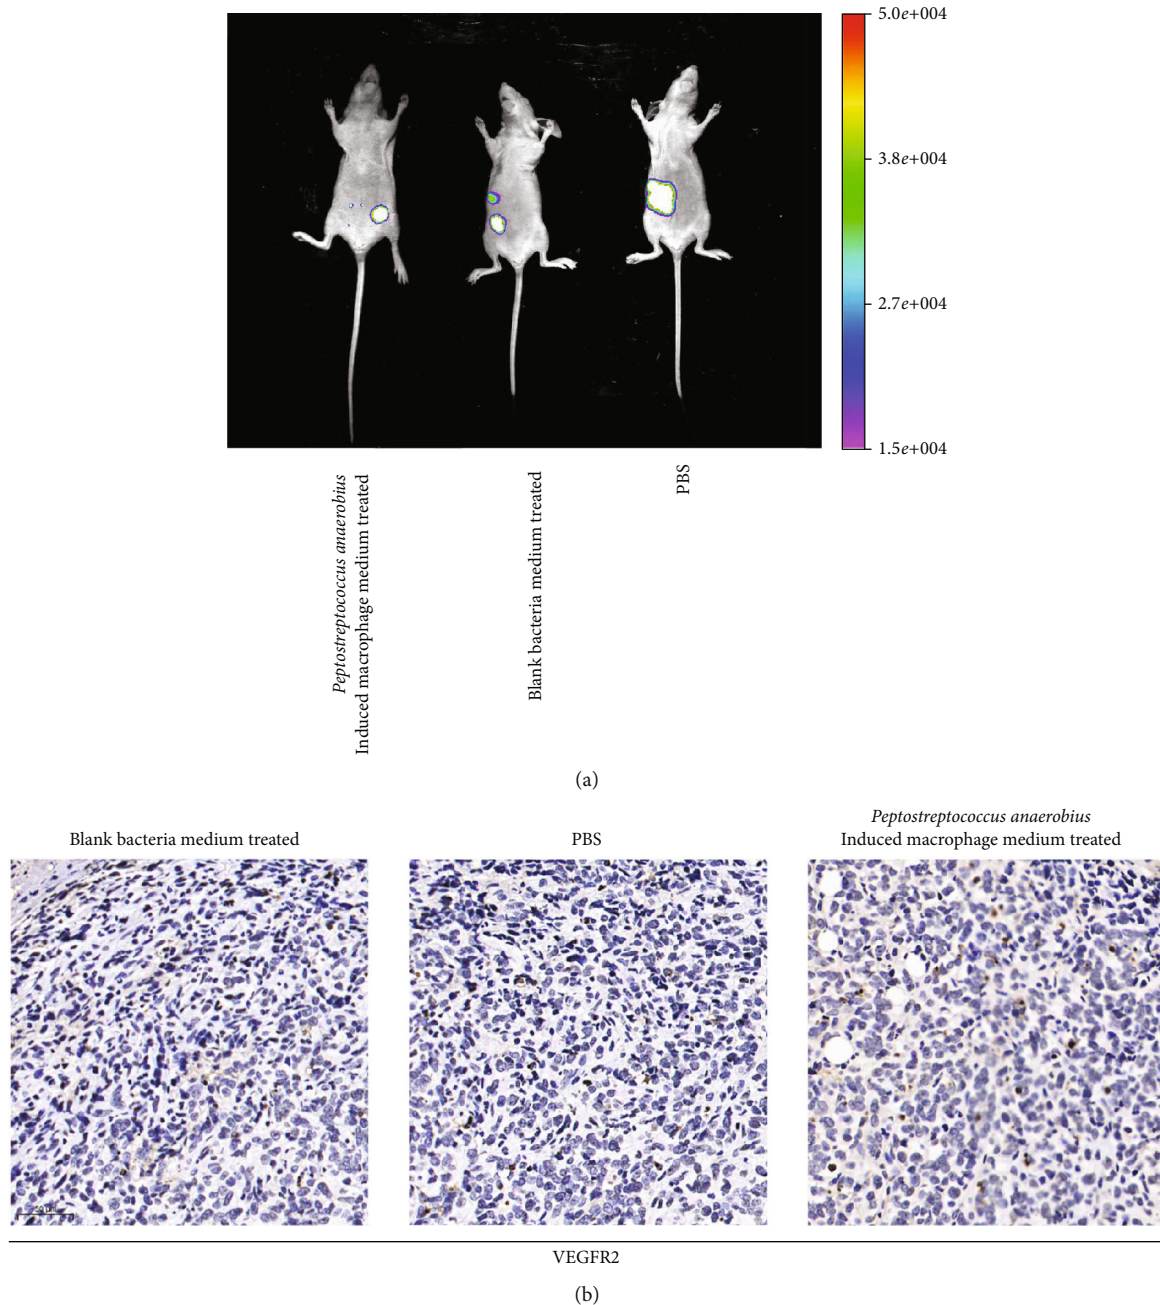 5.0e+004
3.8e+004
2.7e+004
1.5e+004
Peptostreptococcus anaerobius
Induced macrophage medium treated
Blank bacteria medium treated
PBS
(a)
Blank bacteria medium treated
PBS
Peptostreptococcus anaerobius
Induced macrophage medium treated
VEGFR2
(b)